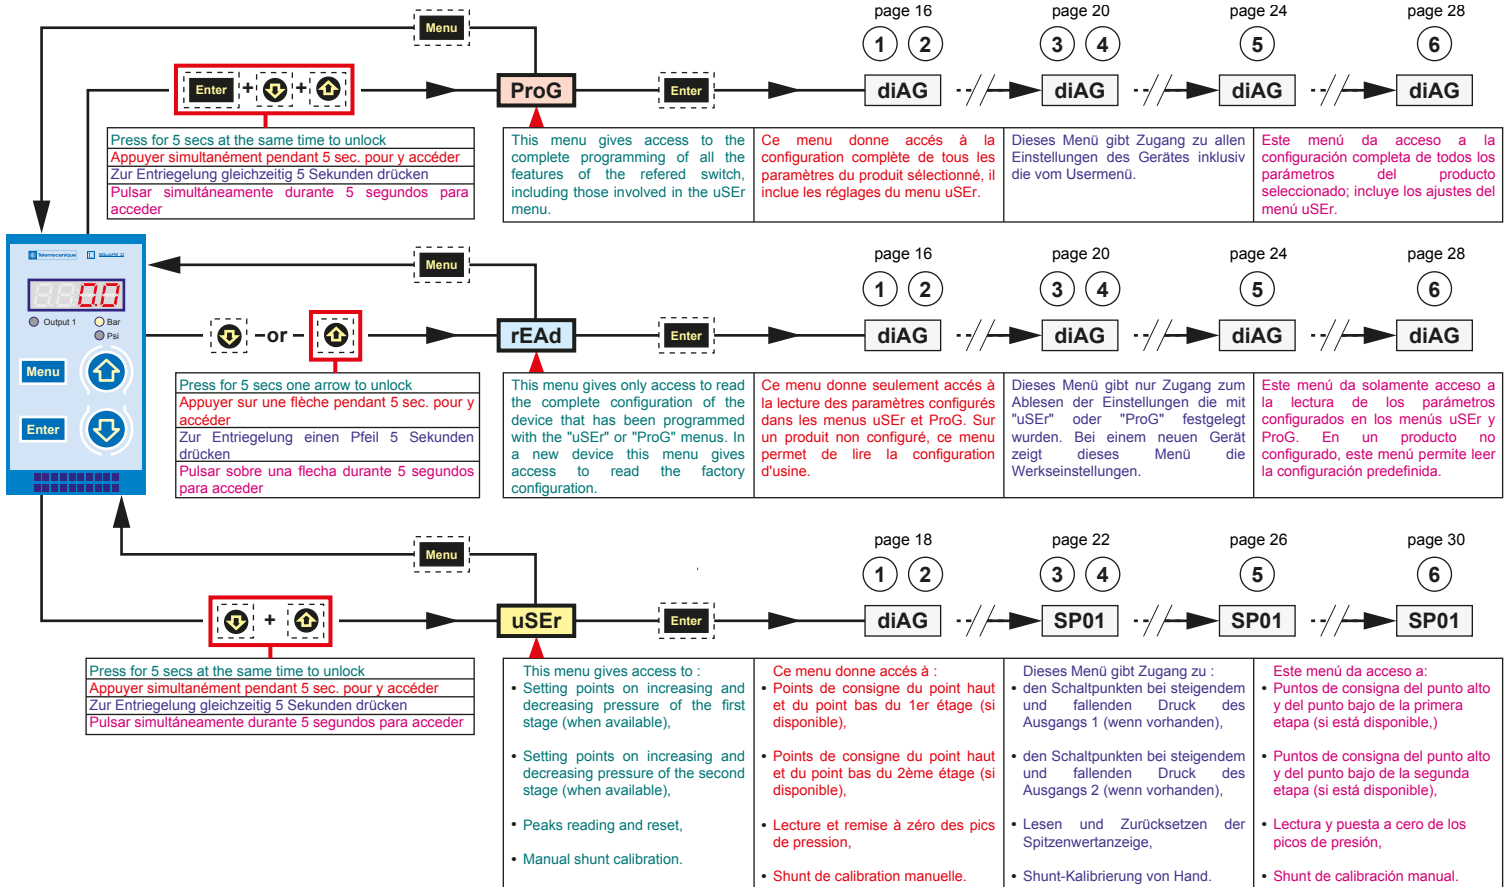 page 16
page 20
page 24
page 28
Menu
1 2
3 4
5
6
Enter + +
ProG
Enter
diAG
diAG
diAG
diAG
Press for 5 secs at the same time to unlock
Appuyer simultanément pendant 5 sec. pour y accéder
Zur Entriegelung gleichzeitig 5 Sekunden drücken
Pulsar simultáneamente durante 5 segundos para
acceder
This menu gives access to the
complete programming of all the
features of the refered switch,
including those involved in the uSEr
menu.
Ce menu donne accés à la
configuration complète de tous les
paramètres du produit sélectionné, il
inclue les réglages du menu uSEr.
Dieses Menü gibt Zugang zu allen
Einstellungen des Gerätes inklusiv
die vom Usermenü.
Este menú da acceso a la
configuración completa de todos los
parámetros del producto
seleccionado; incluye los ajustes del
menú uSEr.
Telemecanique
SQUARE D
0.0
Output 1
Bar
Psi
Menu
Enter
page 16
page 20
page 24
page 28
Menu
1 2
3 4
5
6
or
rEAd
Enter
diAG
diAG
diAG
diAG
Press for 5 secs one arrow to unlock
Appuyer sur une flèche pendant 5 sec. pour y
accéder
Zur Entriegelung einen Pfeil 5 Sekunden
drücken
Pulsar sobre una flecha durante 5 segundos
para acceder
This menu gives only access to read
the complete configuration of the
device that has been programmed
with the "uSEr" or "ProG" menus. In
a new device this menu gives
access to read the factory
configuration.
Ce menu donne seulement accés à
la lecture des paramètres configurés
dans les menus uSEr et ProG. Sur
un produit non configuré, ce menu
permet de lire la configuration
d'usine.
Dieses Menü gibt nur Zugang zum
Ablesen der Einstellungen die mit
"uSEr" oder "ProG" festgelegt
wurden. Bei einem neuen Gerät
zeigt dieses Menü die
Werkseinstellungen.
Este menú da solamente acceso a
la lectura de los parámetros
configurados en los menús uSEr y
ProG. En un producto no
configurado, este menú permite leer
la configuración predefinida.
page 18
page 22
page 26
page 30
Menu
1 2
3 4
5
6
+
uSEr
Enter
diAG
SP01
SP01
SP01
Press for 5 secs at the same time to unlock
Appuyer simultanément pendant 5 sec. pour y accéder
Zur Entriegelung gleichzeitig 5 Sekunden drücken
Pulsar simultáneamente durante 5 segundos para acceder
This menu gives access to :
• Setting points on increasing and
decreasing pressure of the first
stage (when available),
• Setting points on increasing and
decreasing pressure of the second
stage (when available),
• Peaks reading and reset,
• Manual shunt calibration.
Ce menu donne accés à :
• Points de consigne du point haut
et du point bas du 1er étage (si
disponible),
• Points de consigne du point haut
et du point bas du 2ème étage (si
disponible),
• Lecture et remise à zéro des pics
de pression,
• Shunt de calibration manuelle.
Dieses Menü gibt Zugang zu :
• den Schaltpunkten bei steigendem
und fallenden Druck des
Ausgangs 1 (wenn vorhanden),
• den Schaltpunkten bei steigendem
und fallenden Druck des
Ausgangs 2 (wenn vorhanden),
• Lesen und Zurücksetzen der
Spitzenwertanzeige,
• Shunt-Kalibrierung von Hand.
Este menú da acceso a:
• Puntos de consigna del punto alto
y del punto bajo de la primera
etapa (si está disponible,)
• Puntos de consigna del punto alto
y del punto bajo de la segunda
etapa (si está disponible),
• Lectura y puesta a cero de los
picos de presión,
• Shunt de calibración manual.